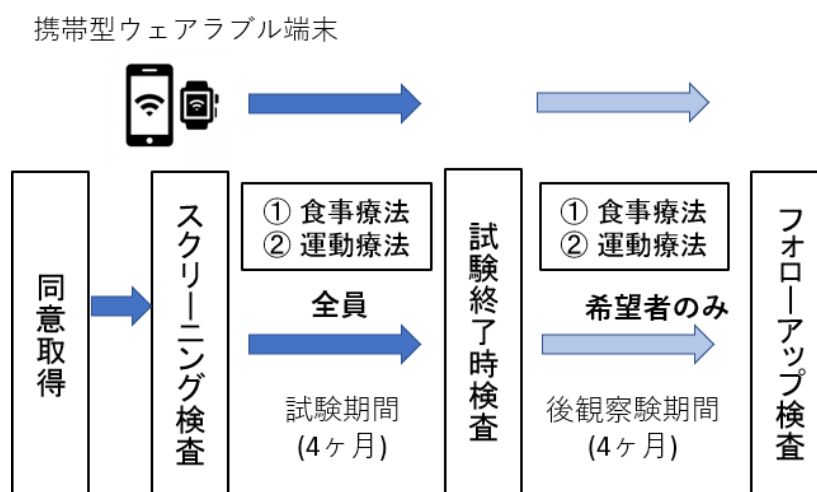 携帯型ウェアラブル端末
同意取得
スクリーニング検査
① 食事療法
② 運動療法
全員
試験期間
(4ヶ月)
試験終了時検査
① 食事療法
② 運動療法
希望者のみ
後観察験期間
(4ヶ月)
フォローアップ検査